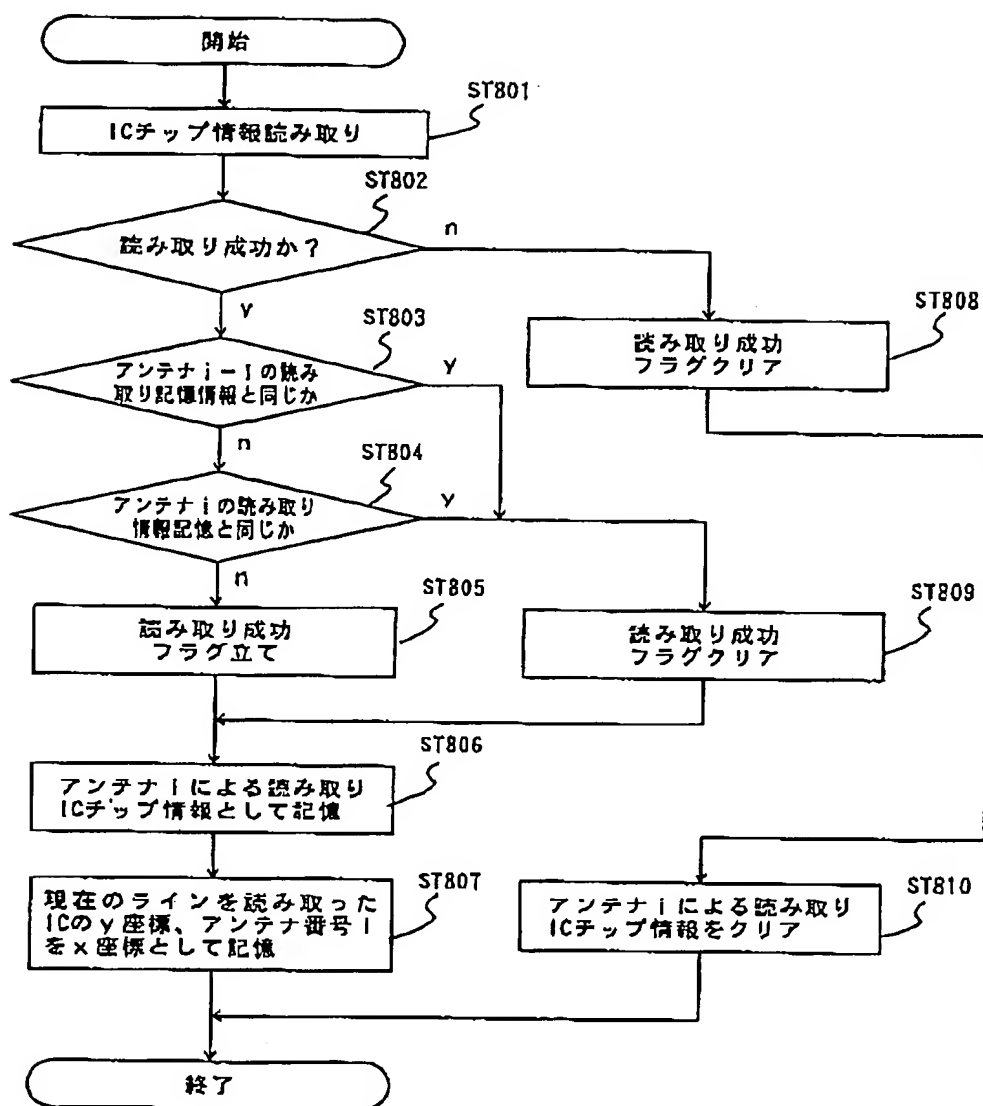 開始
ST801
ICチップ情報読み取り
ST802
読み取り成功か?
n
y
ST808
読み取り成功
フラグクリア
ST803
アンテナi-1の読み
取り記憶情報と同じか
y
n
ST804
アンテナiの読み取り
情報記憶と同じか
y
n
ST805
読み取り成功
フラグ立て
ST809
読み取り成功
フラグクリア
ST806
アンテナiによる読み取り
ICチップ情報として記憶
ST807
現在のラインを読み取った
ICのy座標、アンテナ番号i
をx座標として記憶
ST810
アンテナiによる読み取り
ICチップ情報をクリア
終了